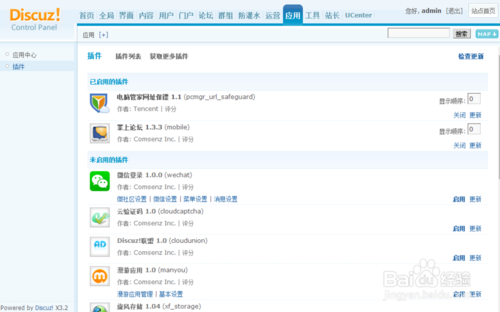 Discuz!
Control Panel
首页 全局 界面 内容 用户 门户 论坛 群组 防灌水 运营 应用 工具 站长 UCenter
您好, admin [退出] 站点首页
应用 [+]
搜索 MAP+
应用中心
插件
插件 插件列表 获取更多插件 检查更新
已启用的插件
电脑管家网址保镖 1.1 (pcmgr_url_safeguard)
作者: Tencent | 评分
显示顺序: 0
关闭 更新
掌上论坛 1.3.3 (mobile)
作者: Comsenz Inc. | 评分
显示顺序: 0
关闭 更新
未启用的插件
微信登录 1.0.0 (wechat)
作者: Comsenz Inc. | 评分
微社区设置 | 微信设置 | 菜单设置 | 消息设置
启用 更新
云验证码 1.0 (cloudcaptcha)
作者: Comsenz Inc. | 评分
启用 更新
AD
Discuz!联盟 1.0 (cloudunion)
作者: Comsenz Inc. | 评分
启用 更新
漫游应用 1.0 (manyou)
作者: Comsenz Inc. | 评分
漫游应用管理 | 基本设置
启用 更新
旋风存储 1.04 (xf_storage)
Powered by Discuz! X3.2
Baidu 经验
jingyan.baidu.com